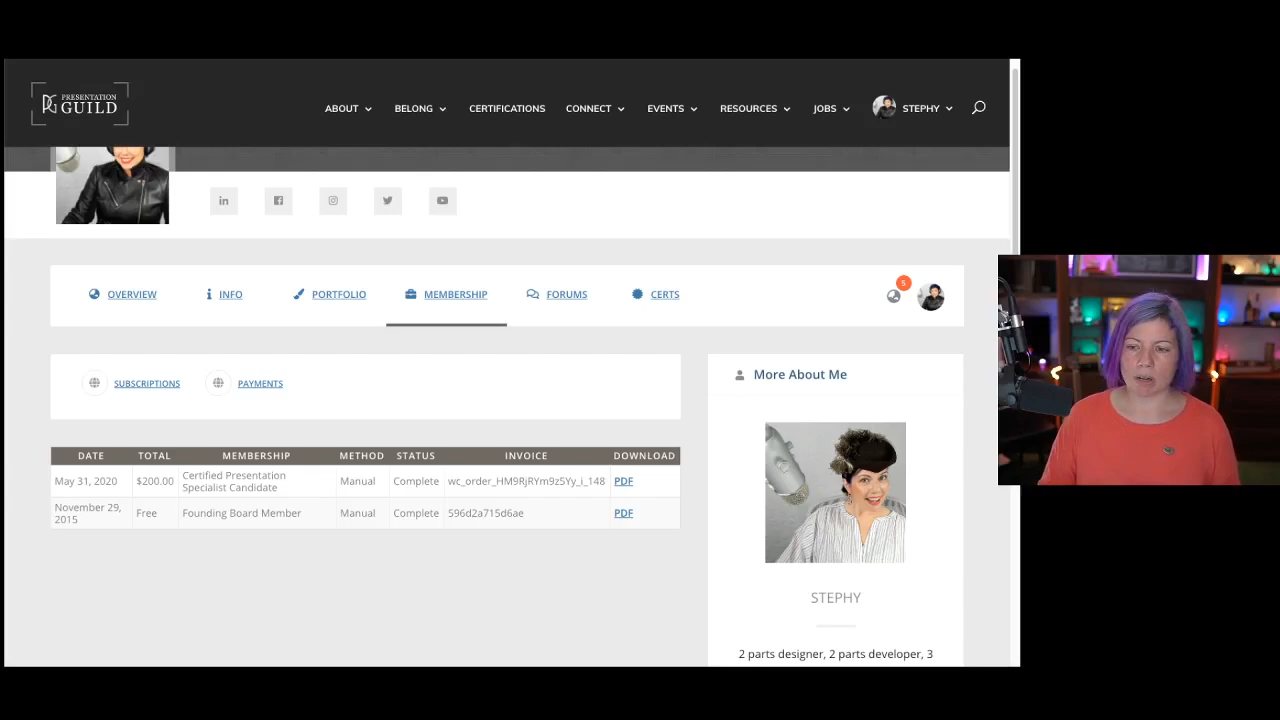 PRESENTATION
GUILD
ABOUT
BELONG
CERTIFICATIONS
CONNECT
EVENTS
RESOURCES
JOBS
STEPHY
OVERVIEW
INFO
PORTFOLIO
MEMBERSHIP
FORUMS
CERTS
5
SUBSCRIPTIONS
PAYMENTS
DATE TOTAL MEMBERSHIP METHOD STATUS INVOICE DOWNLOAD
May 31, 2020 $200.00 Certified Presentation Specialist Candidate Manual Complete wc_order_HM9RjRYm9z5Yy_i_148 PDF
November 29, 2015 Free Founding Board Member Manual Complete 596d2a715d6ae PDF
More About Me
STEPHY
2 parts designer, 2 parts developer, 3